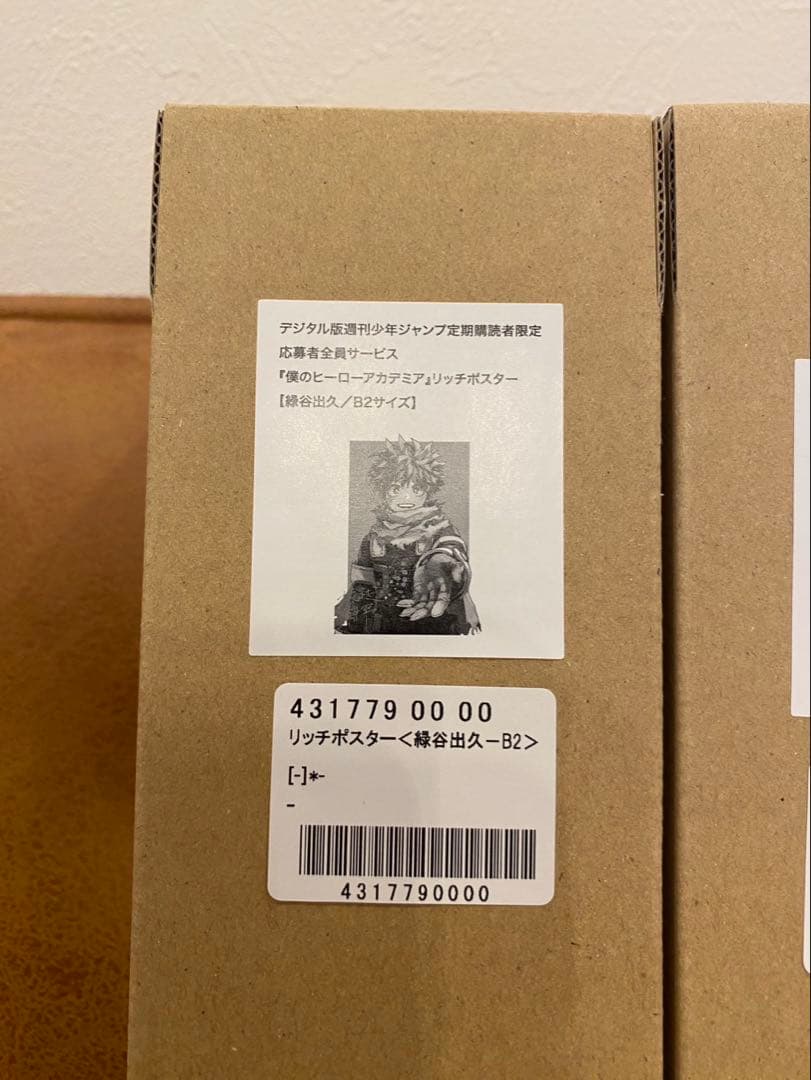 デジタル版週刊少年ジャンプ定期購読者限定
応募者全員サービス
『僕のヒーローアカデミア』リッチポスター
【緑谷出久／B2サイズ】
431779 00 00
リッチポスター＜緑谷出久－B2＞
[-]*-
-
4317790000